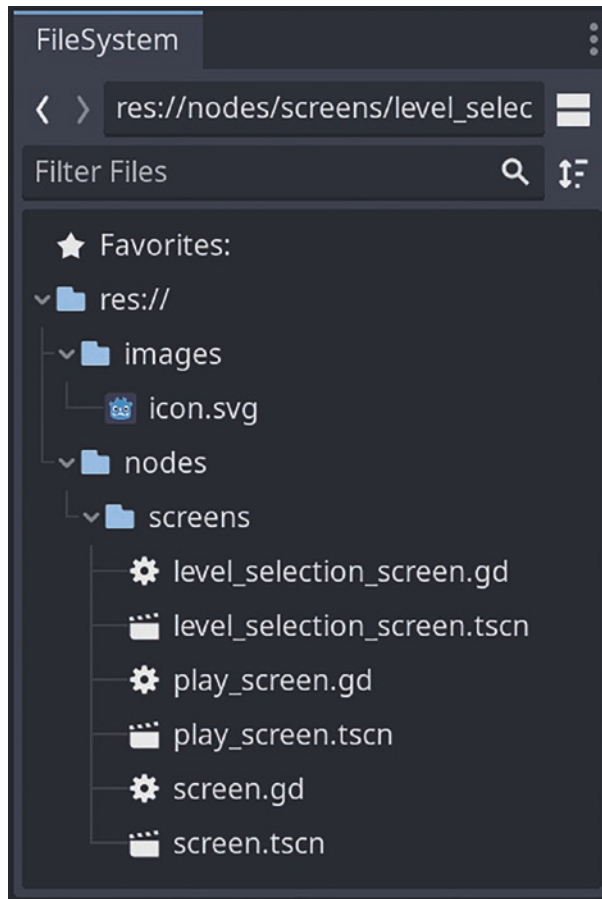 FileSystem
res://nodes/screens/level_selec
Filter Files
Favorites:
res://
images
icon.svg
nodes
screens
level_selection_screen.gd
level_selection_screen.tscn
play_screen.gd
play_screen.tscn
screen.gd
screen.tscn